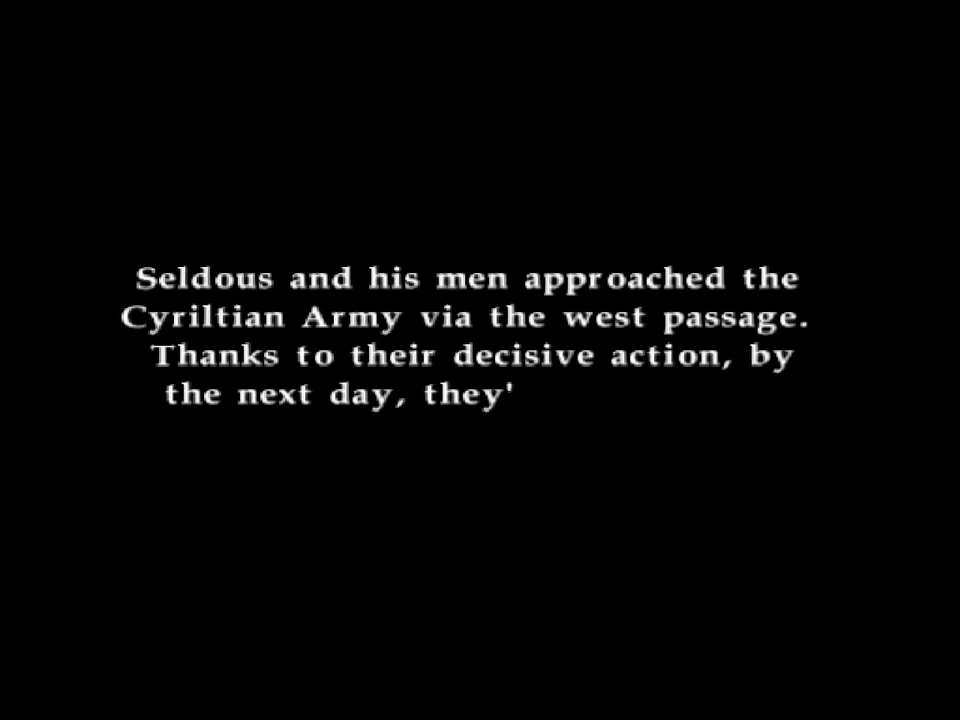 Seldous and his men approached the
Cyriltian Army via the west passage.
Thanks to their decisive action, by
the next day, they'